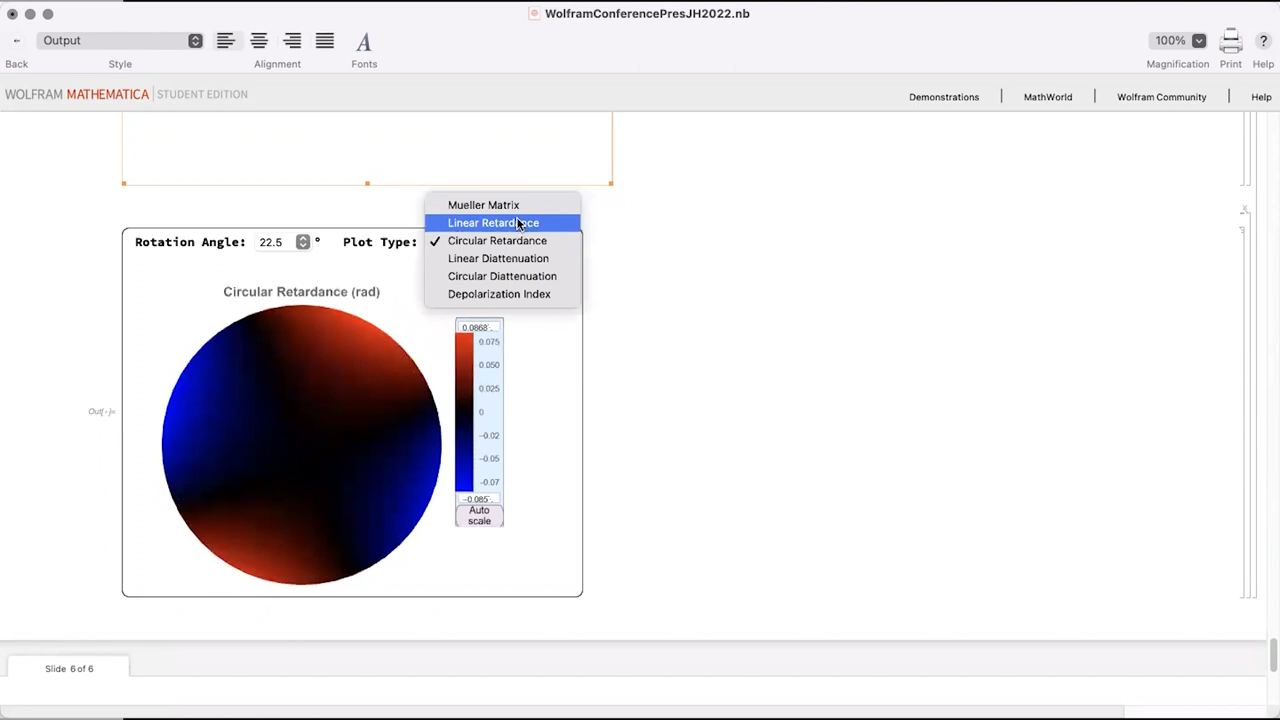 WolframConferencePresJH2022.nb
Output
100%
Back
Style
Alignment
Fonts
Magnification
Print
Help
WOLFRAM MATHEMATICA STUDENT EDITION
Demonstrations
MathWorld
Wolfram Community
Help
Mueller Matrix
Linear Retardance
Circular Retardance
Linear Diattenuation
Circular Diattenuation
Depolarization Index
Rotation Angle: 22.5 ° Plot Type:
Circular Retardance (rad)
0.0868`.
0.075
0.050
0.025
0
-0.02
-0.05
-0.07
-0.085`.
Auto
scale
Out[-]=
Slide 6 of 6